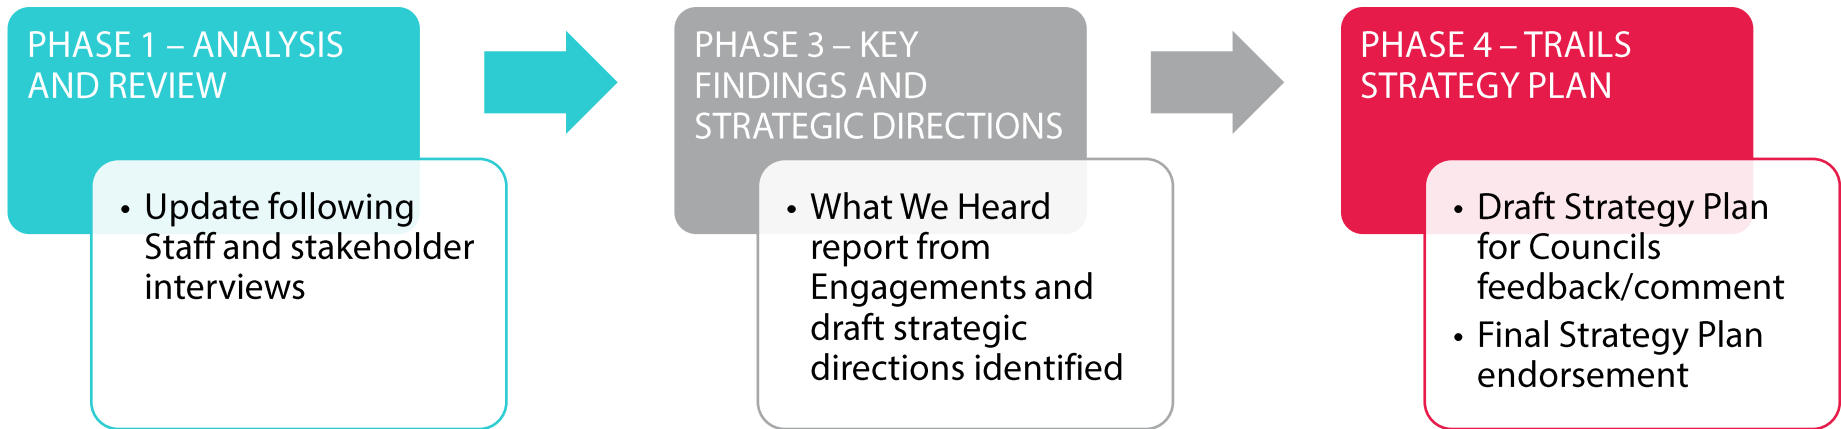 PHASE 1 – ANALYSIS
AND REVIEW
• Update following
Staff and stakeholder
interviews
PHASE 3 – KEY
FINDINGS AND
STRATEGIC DIRECTIONS
• What We Heard
report from
Engagements and
draft strategic
directions identified
PHASE 4 – TRAILS
STRATEGY PLAN
• Draft Strategy Plan
for Councils
feedback/comment
• Final Strategy Plan
endorsement